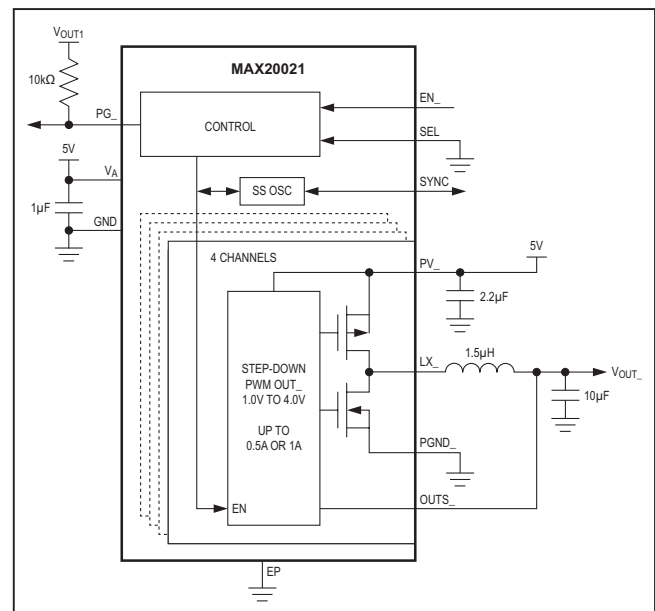 VOUT1
10kΩ
PG_
5V
VA
1µF
GND
MAX20021
CONTROL
EN_
SEL
SS OSC
SYNC
4 CHANNELS
PV_
5V
2.2µF
STEP-DOWN
PWM OUT_
1.0V TO 4.0V
UP TO
0.5A OR 1A
EN
LX_
1.5µH
VOUT_
10µF
PGND_
OUTS_
EP